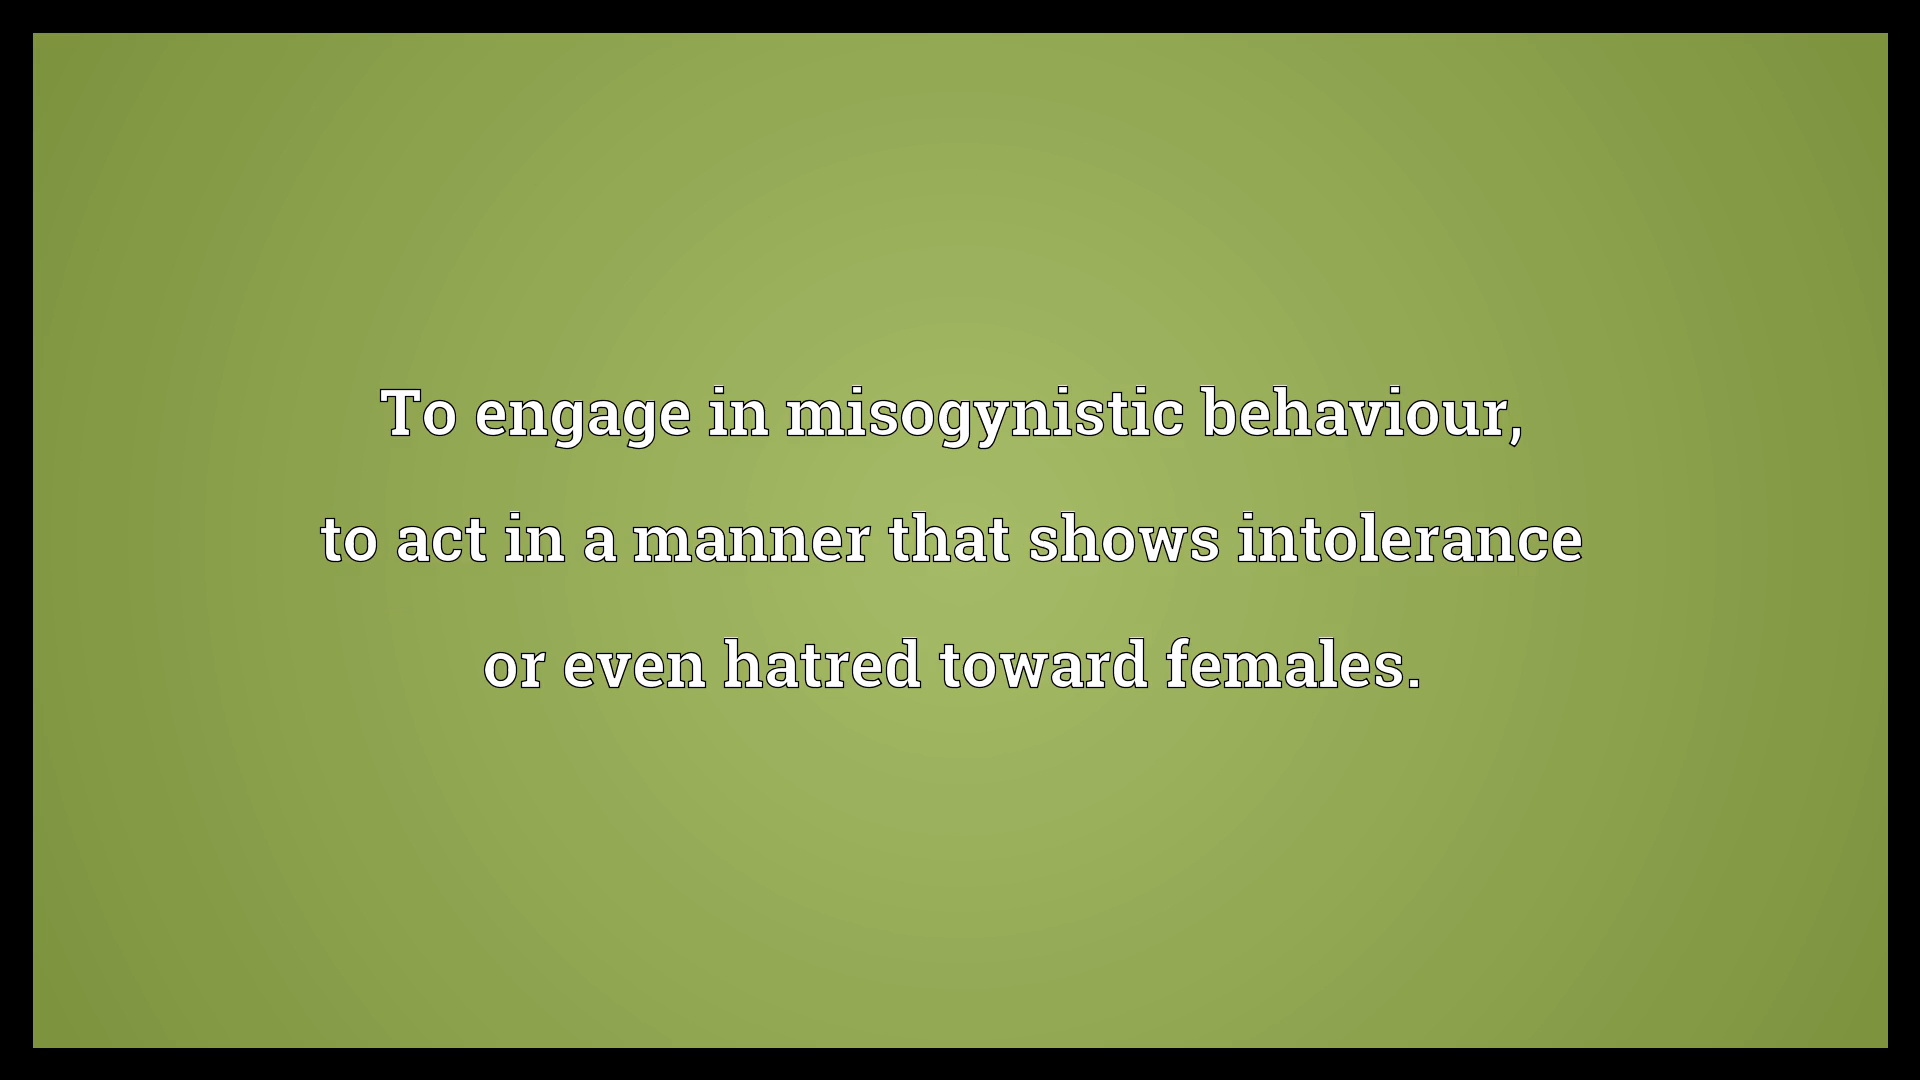 To engage in misogynistic behaviour,
to act in a manner that shows intolerance
or even hatred toward females.